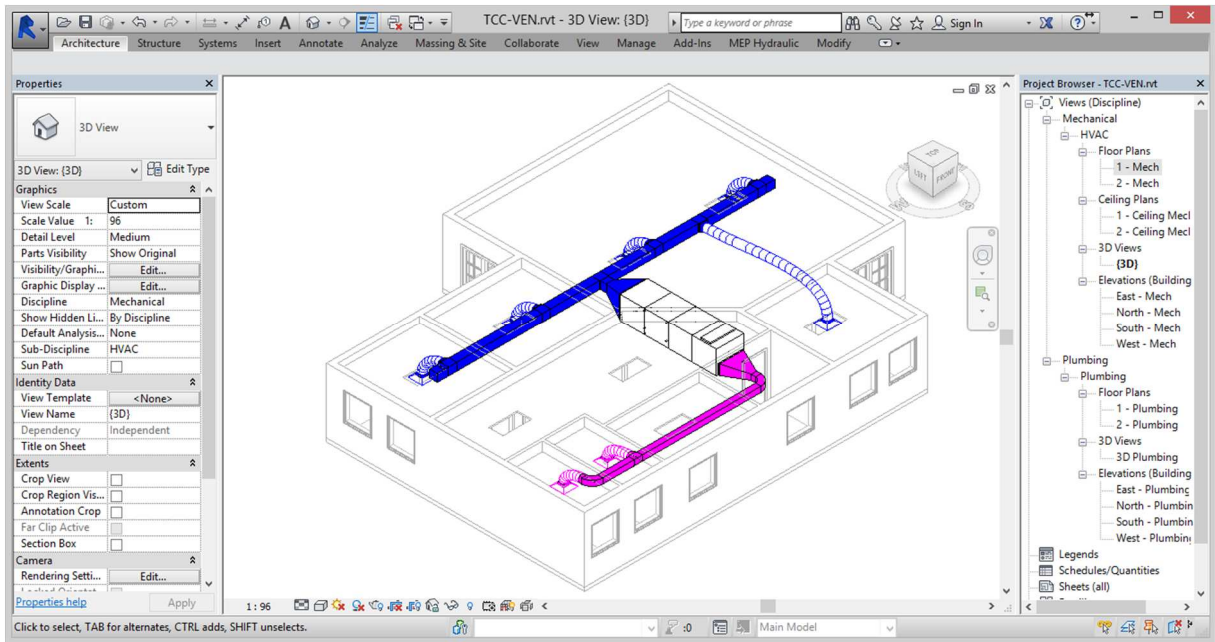 TCC-VEN.rvt - 3D View: {3D}
Type a keyword or phrase
Sign In
Architecture Structure Systems Insert Annotate Analyze Massing & Site Collaborate View Manage Add-Ins MEP Hydraulic Modify
Properties
3D View
3D View: {3D} Edit Type
Graphics
View Scale Custom
Scale Value 1: 96
Detail Level Medium
Parts Visibility Show Original
Visibility/Graphi... Edit...
Graphic Display ... Edit...
Discipline Mechanical
Show Hidden Li... By Discipline
Default Analysis... None
Sub-Discipline HVAC
Sun Path
Identity Data
View Template <None>
View Name {3D}
Dependency Independent
Title on Sheet
Extents
Crop View
Crop Region Vis...
Annotation Crop
Far Clip Active
Section Box
Camera
Rendering Setti... Edit...
Properties help Apply
TOP
LEFT FRONT
1 : 96
Project Browser - TCC-VEN.rvt
Views (Discipline)
Mechanical
HVAC
Floor Plans
1 - Mech
2 - Mech
Ceiling Plans
1 - Ceiling Mecl
2 - Ceiling Mecl
3D Views
{3D}
Elevations (Building
East - Mech
North - Mech
South - Mech
West - Mech
Plumbing
Plumbing
Floor Plans
1 - Plumbing
2 - Plumbing
3D Views
3D Plumbing
Elevations (Building
East - Plumbing
North - Plumbin
South - Plumbin
West - Plumbing
Legends
Schedules/Quantities
Sheets (all)
Click to select, TAB for alternates, CTRL adds, SHIFT unselects.
:0
Main Model